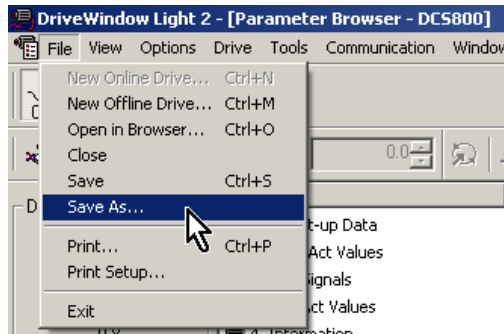 DriveWindow Light 2 - [Parameter Browser - DCS800]
File View Options Drive Tools Communication Window
New Online Drive... Ctrl+N
New Offline Drive... Ctrl+M
Open in Browser... Ctrl+O
Close
Save Ctrl+S
Save As...
Print... Ctrl+P
Print Setup...
Exit
0.0
D
t-up Data
Act Values
ignals
ct Values
4 Information